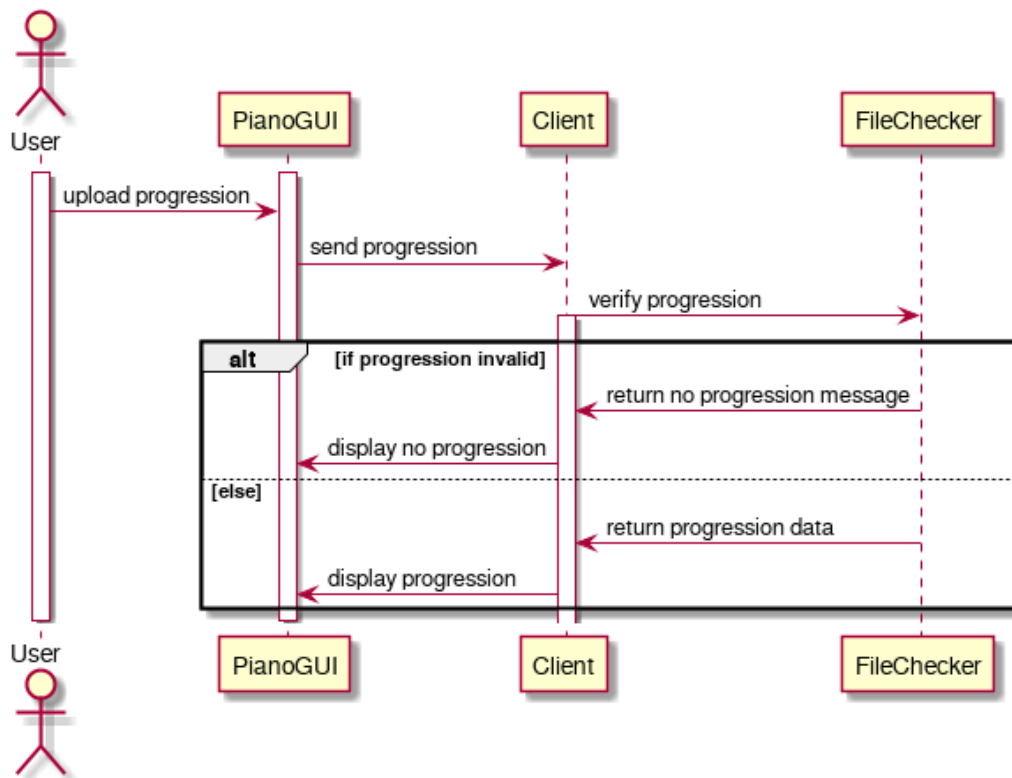 User
PianoGUI
Client
FileChecker
upload progression
send progression
verify progression
alt
[if progression invalid]
return no progression message
display no progression
[else]
return progression data
display progression
User
PianoGUI
Client
FileChecker